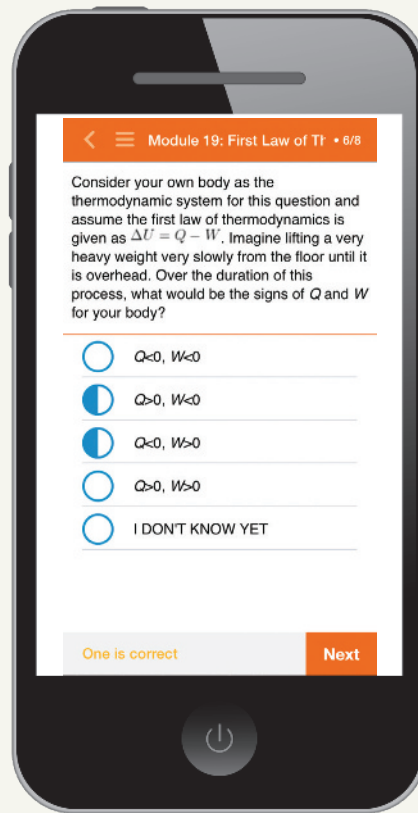 Module 19: First Law of Th • 6/8
Consider your own body as the
thermodynamic system for this question and
assume the first law of thermodynamics is
given as ΔU = Q − W. Imagine lifting a very
heavy weight very slowly from the floor until it
is overhead. Over the duration of this
process, what would be the signs of Q and W
for your body?
Q<0, W<0
Q>0, W<0
Q<0, W>0
Q>0, W>0
I DON'T KNOW YET
One is correct
Next